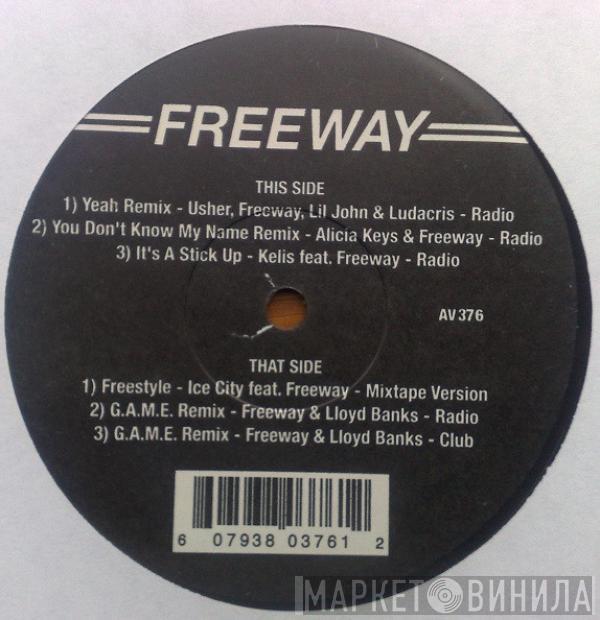 FREEWAY
THIS SIDE
1) Yeah Remix - Usher, Freeway, Lil John & Ludacris - Radio
2) You Don't Know My Name Remix - Alicia Keys & Freeway - Radio
3) It's A Stick Up - Kelis feat. Freeway - Radio
AV376
THAT SIDE
1) Freestyle - Ice City feat. Freeway - Mixtape Version
2) G.A.M.E. Remix - Freeway & Lloyd Banks - Radio
3) G.A.M.E. Remix - Freeway & Lloyd Banks - Club
6 07938 03761 2
МАРКЕТ ВИНИЛА